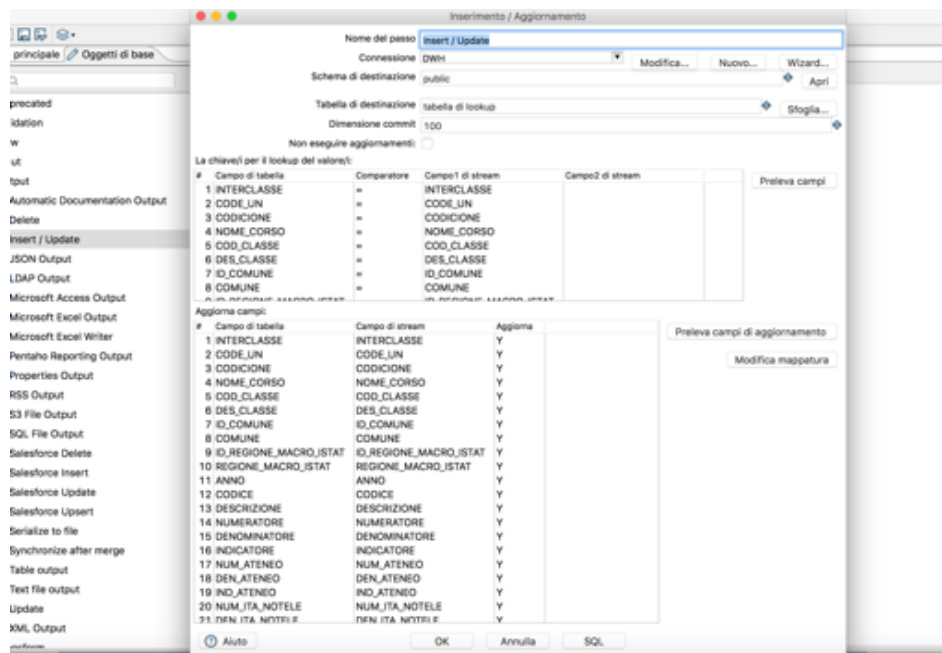 Inserimento / Aggiornamento
principale Oggetti di base
precated
idation
w
ut
tput
Automatic Documentation Output
Delete
Insert / Update
JSON Output
LDAP Output
Microsoft Access Output
Microsoft Excel Output
Microsoft Excel Writer
Pentaho Reporting Output
Properties Output
RSS Output
S3 File Output
SQL File Output
Salesforce Delete
Salesforce Insert
Salesforce Update
Salesforce Upsert
Serialize to file
Synchronize after merge
Table output
Text file output
Update
XML Output
Nome del passo Insert / Update
Connessione DWH Modifica... Nuovo... Wizard...
Schema di destinazione public Apri
Tabella di destinazione tabella di lookup Sfoglia...
Dimensione commit 100
Non eseguire aggiornamenti:
La chiave/i per il lookup del valore/i:
# Campo di tabella Comparatore Campo1 di stream Campo2 di stream Preleva campi
1 INTERCLASSE = INTERCLASSE
2 CODE_UN = CODE_UN
3 CODICIONE = CODICIONE
4 NOME_CORSO = NOME_CORSO
5 COD_CLASSE = COD_CLASSE
6 DES_CLASSE = DES_CLASSE
7 ID_COMUNE = ID_COMUNE
8 COMUNE = COMUNE
9 ID_REGIONE_MACRO_ISTAT ID_REGIONE_MACRO_ISTAT
Aggiorna campi:
# Campo di tabella Campo di stream Aggiorna Preleva campi di aggiornamento
1 INTERCLASSE INTERCLASSE Y
2 CODE_UN CODE_UN Y
3 CODICIONE CODICIONE Y
4 NOME_CORSO NOME_CORSO Y
5 COD_CLASSE COD_CLASSE Y
6 DES_CLASSE DES_CLASSE Y
7 ID_COMUNE ID_COMUNE Y
8 COMUNE COMUNE Y
9 ID_REGIONE_MACRO_ISTAT ID_REGIONE_MACRO_ISTAT Y
10 REGIONE_MACRO_ISTAT REGIONE_MACRO_ISTAT Y
11 ANNO ANNO Y
12 CODICE CODICE Y
13 DESCRIZIONE DESCRIZIONE Y
14 NUMERATORE NUMERATORE Y
15 DENOMINATORE DENOMINATORE Y
16 INDICATORE INDICATORE Y
17 NUM_ATENEO NUM_ATENEO Y
18 DEN_ATENEO DEN_ATENEO Y
19 IND_ATENEO IND_ATENEO Y
20 NUM_ITA_NOTELE NUM_ITA_NOTELE Y
21 DEN_ITA_NOTELE DEN_ITA_NOTELE Y
Modifica mappatura
Aiuto OK Annulla SQL